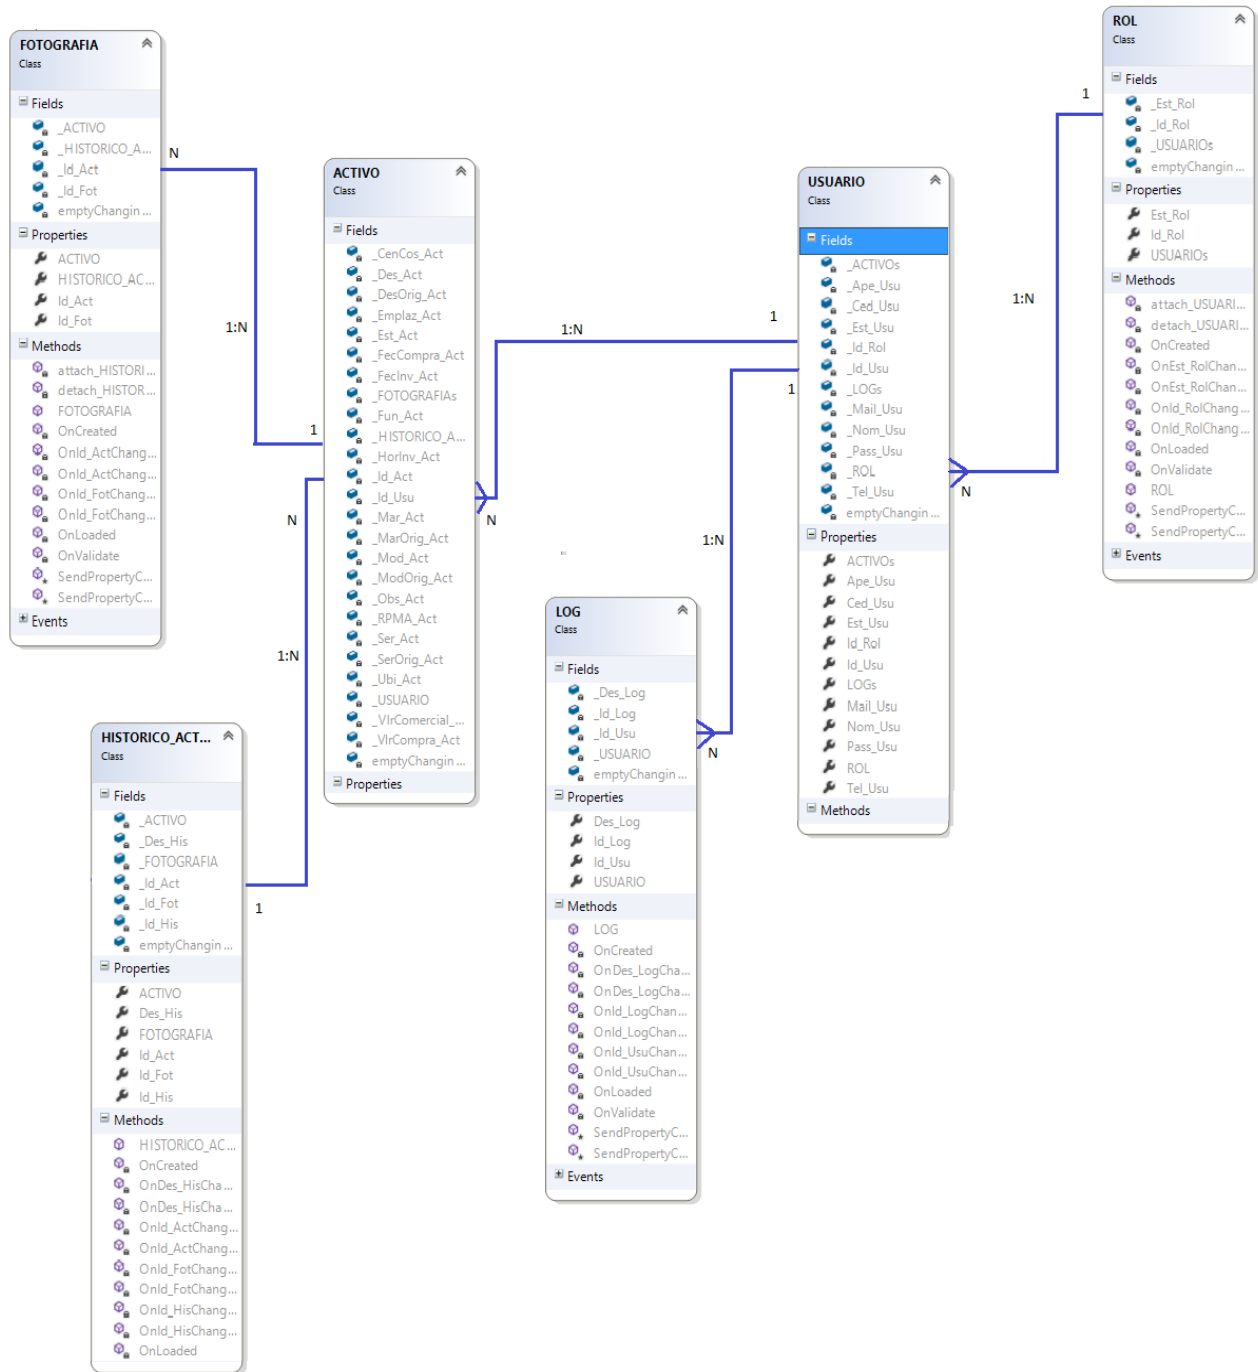 FOTOGRAFIA
Class
Fields
_ACTIVO
_HISTORICO_A...
_Id_Act
_Id_Fot
emptyChangin...
Properties
ACTIVO
HISTORICO_AC...
Id_Act
Id_Fot
Methods
attach_HISTORI...
detach_HISTOR...
FOTOGRAFIA
OnCreated
OnId_ActChang...
OnId_ActChang...
OnId_FotChang...
OnId_FotChang...
OnLoaded
OnValidate
SendPropertyC...
SendPropertyC...
Events
N
1:N
1
ACTIVO
Class
Fields
_CenCos_Act
_Des_Act
_DesOrig_Act
_Emplaz_Act
_Est_Act
_FecCompra_Act
_FecInv_Act
_FOTOGRAFIAs
_Fun_Act
_HISTORICO_A...
_HorInv_Act
_Id_Act
_Id_Usu
_Mar_Act
_MarOrig_Act
_Mod_Act
_ModOrig_Act
_Obs_Act
_RPMA_Act
_Ser_Act
_SerOrig_Act
_Ubi_Act
_USUARIO
_VlrComercial_...
_VlrCompra_Act
emptyChangin...
Properties
N
1:N
1
HISTORICO_ACT...
Class
Fields
_ACTIVO
_Des_His
_FOTOGRAFIA
_Id_Act
_Id_Fot
_Id_His
emptyChangin...
Properties
ACTIVO
Des_His
FOTOGRAFIA
Id_Act
Id_Fot
Id_His
Methods
HISTORICO_AC...
OnCreated
OnDes_HisCha...
OnDes_HisCha...
OnId_ActChang...
OnId_ActChang...
OnId_FotChang...
OnId_FotChang...
OnId_HisChang...
OnId_HisChang...
OnLoaded
1:N
1
N
USUARIO
Class
Fields
_ACTIVOs
_Ape_Usu
_Ced_Usu
_Est_Usu
_Id_Rol
_Id_Usu
_LOGs
_Mail_Usu
_Nom_Usu
_Pass_Usu
_ROL
_Tel_Usu
emptyChangin...
Properties
ACTIVOs
Ape_Usu
Ced_Usu
Est_Usu
Id_Rol
Id_Usu
LOGs
Mail_Usu
Nom_Usu
Pass_Usu
ROL
Tel_Usu
Methods
1
1:N
N
LOG
Class
Fields
_Des_Log
_Id_Log
_Id_Usu
_USUARIO
emptyChangin...
Properties
Des_Log
Id_Log
Id_Usu
USUARIO
Methods
LOG
OnCreated
OnDes_LogCha...
OnDes_LogCha...
OnId_LogChan...
OnId_LogChan...
OnId_UsuChan...
OnId_UsuChan...
OnLoaded
OnValidate
SendPropertyC...
SendPropertyC...
Events
1
1:N
N
ROL
Class
Fields
_Est_Rol
_Id_Rol
_USUARIOs
emptyChangin...
Properties
Est_Rol
Id_Rol
USUARIOs
Methods
attach_USUARI...
detach_USUARI...
OnCreated
OnEst_RolChan...
OnEst_RolChan...
OnId_RolChang...
OnId_RolChang...
OnLoaded
OnValidate
ROL
SendPropertyC...
SendPropertyC...
Events